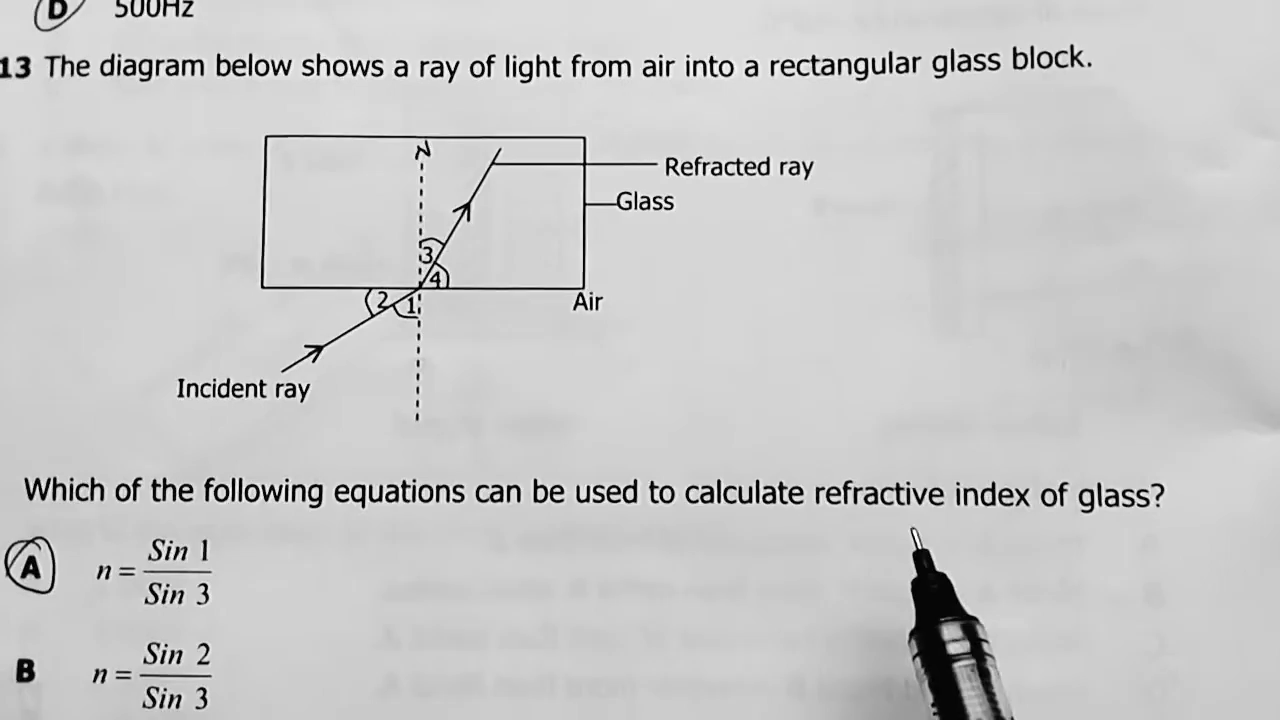 D 500Hz
13 The diagram below shows a ray of light from air into a rectangular glass block.
N
Refracted ray
Glass
3
4
2 1
Air
Incident ray
Which of the following equations can be used to calculate refractive index of glass?
A n = Sin 1 / Sin 3
B n = Sin 2 / Sin 3